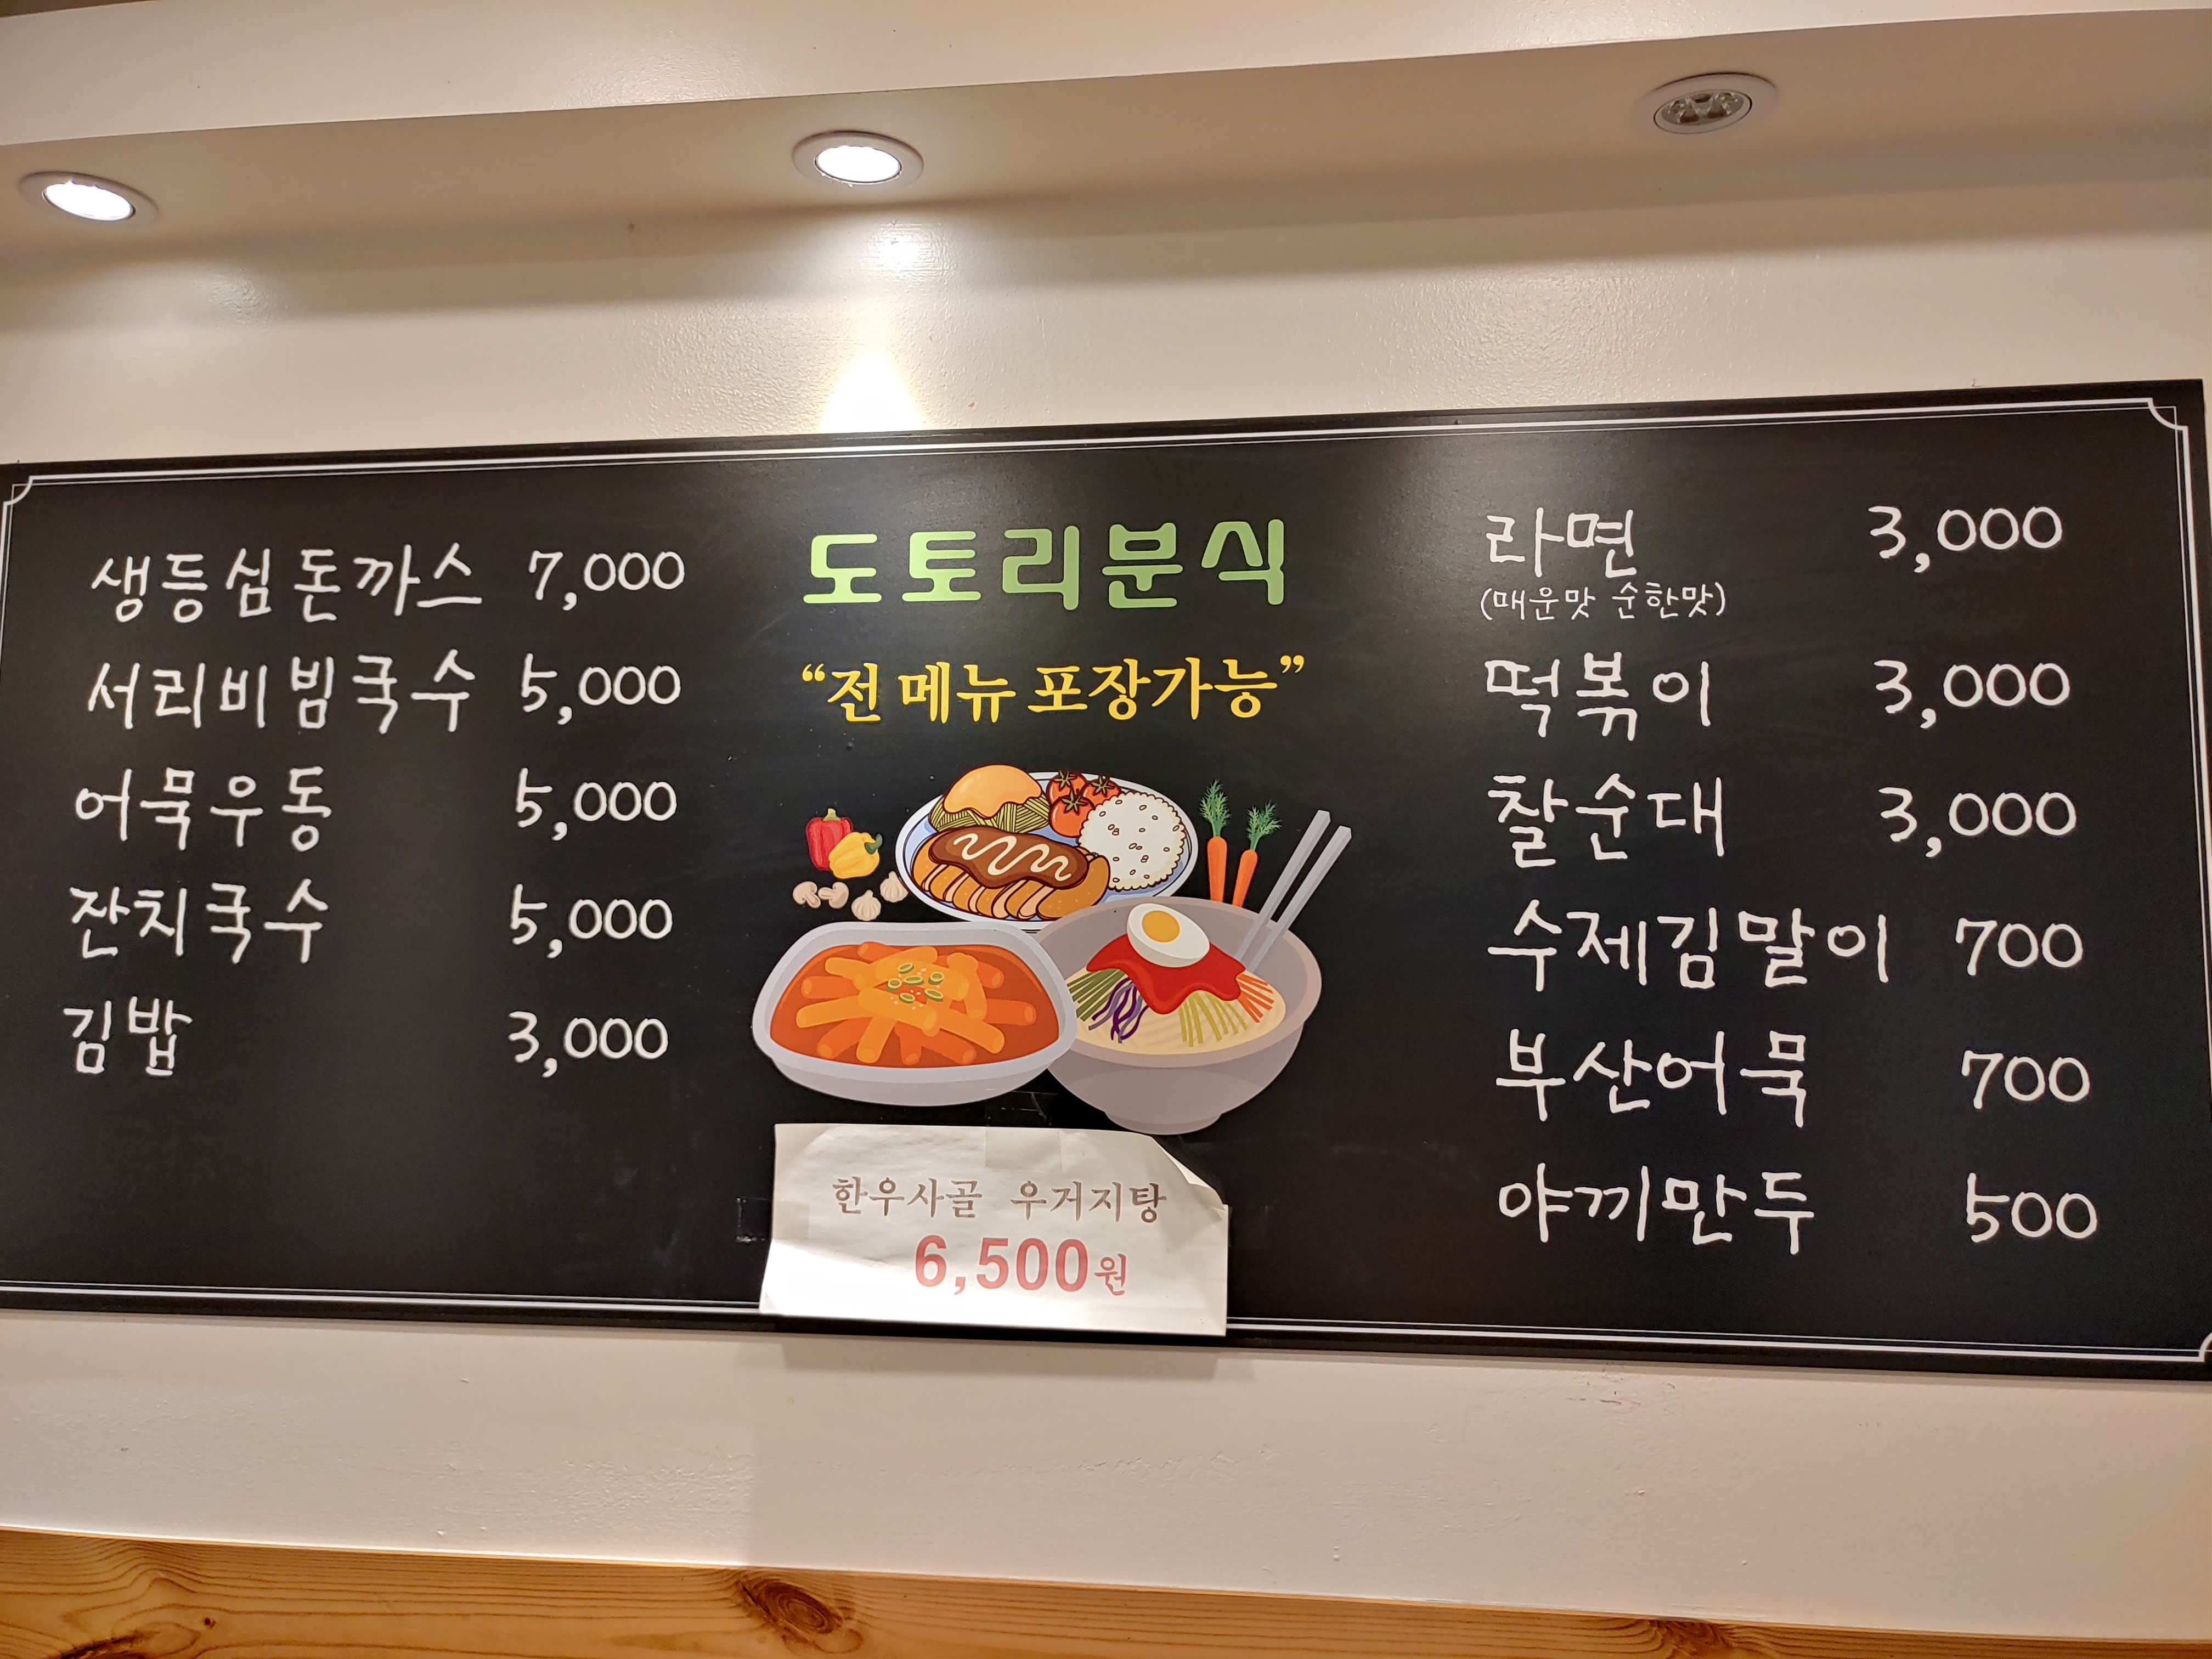 생등심돈까스 7,000
서리비빔국수 5,000
어묵우동 5,000
잔치국수 5,000
김밥 3,000
도토리분식
“전 메뉴 포장가능”
한우사골 우거지탕
6,500원
라면 3,000
(매운맛 순한맛)
떡볶이 3,000
찰순대 3,000
수제김말이 700
부산어묵 700
야끼만두 500